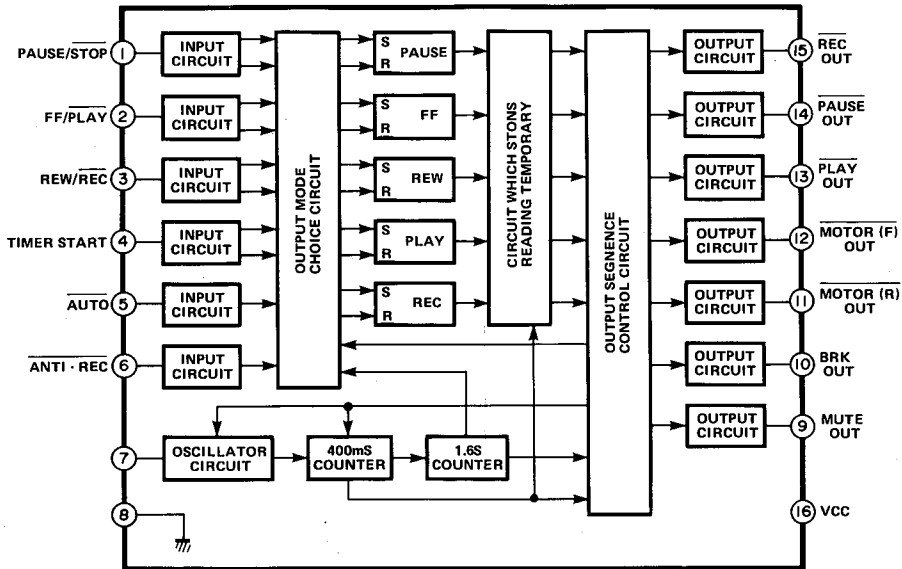 PAUSE/STOP
1
INPUT
CIRCUIT
FF/PLAY
2
INPUT
CIRCUIT
REW/REC
3
INPUT
CIRCUIT
TIMER START
4
INPUT
CIRCUIT
AUTO
5
INPUT
CIRCUIT
ANTI·REC
6
INPUT
CIRCUIT
7
OSCILLATOR
CIRCUIT
400mS
COUNTER
1.6S
COUNTER
8
OUTPUT MODE
CHOICE CIRCUIT
S
R
PAUSE
S
R
FF
S
R
REW
S
R
PLAY
S
R
REC
CIRCUIT WHICH STONS
READING TEMPORARY
OUTPUT SEGNENCE
CONTROL CIRCUIT
OUTPUT
CIRCUIT
15
REC
OUT
OUTPUT
CIRCUIT
14
PAUSE
OUT
OUTPUT
CIRCUIT
13
PLAY
OUT
OUTPUT
CIRCUIT
12
MOTOR (F)
OUT
OUTPUT
CIRCUIT
11
MOTOR (R)
OUT
OUTPUT
CIRCUIT
10
BRK
OUT
OUTPUT
CIRCUIT
9
MUTE
OUT
16
VCC